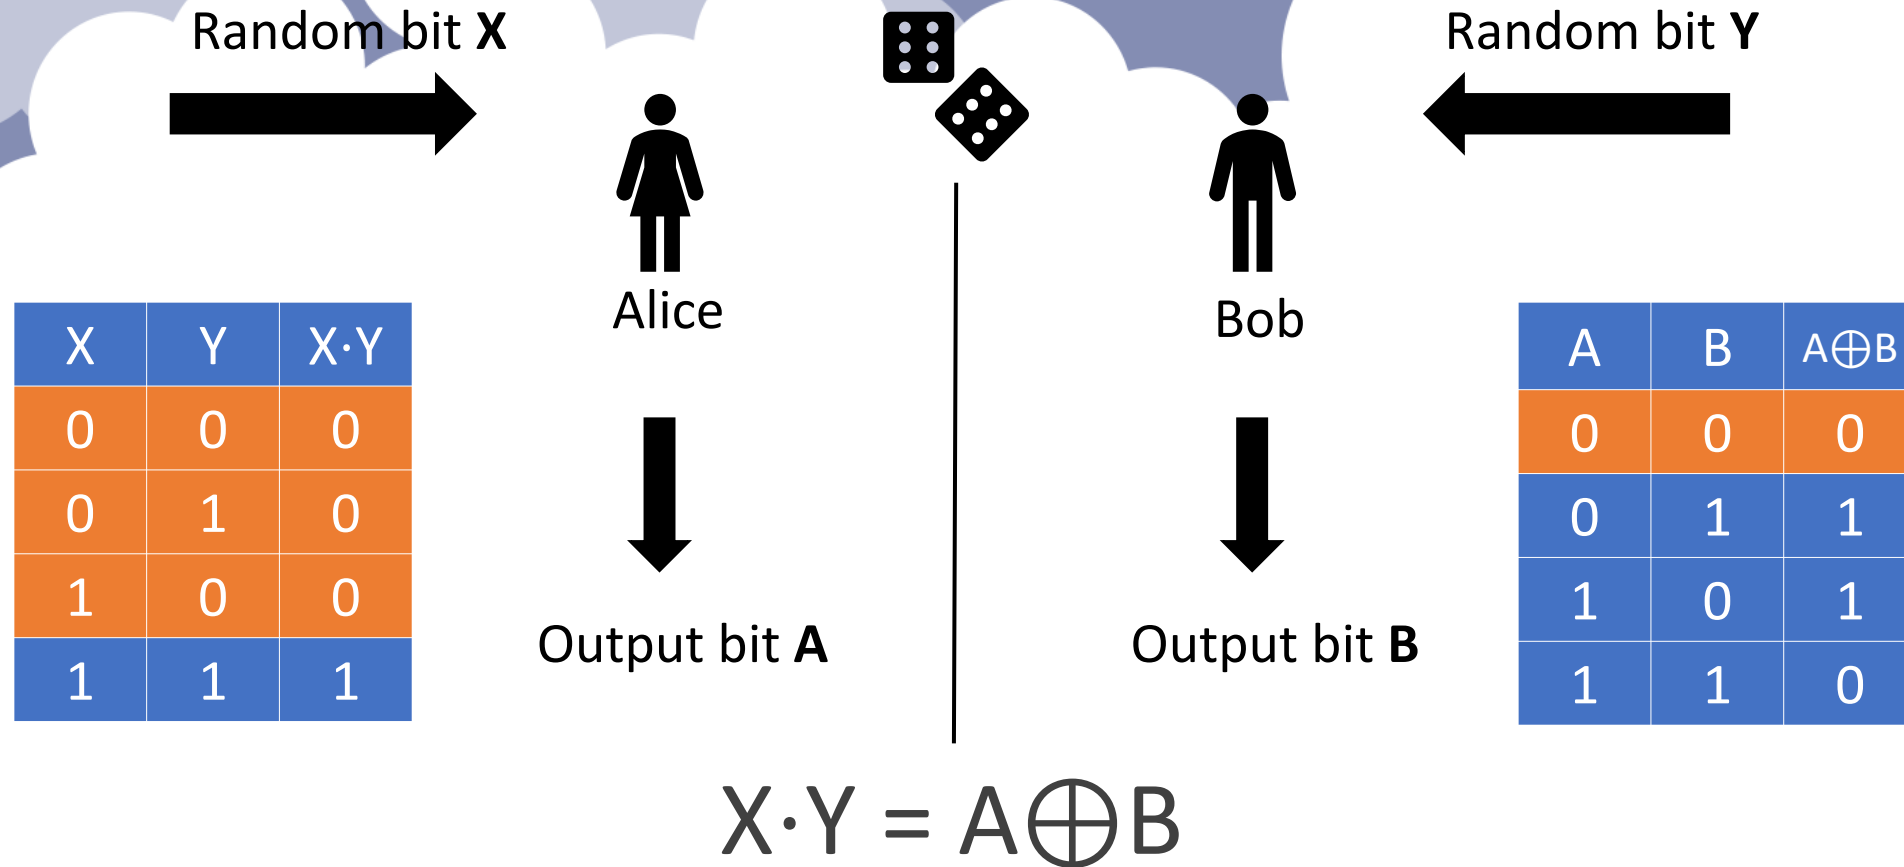 Random bit X
Random bit Y
Alice
Bob
X Y X·Y
0 0 0
0 1 0
1 0 0
1 1 1
A B A⊕B
0 0 0
0 1 1
1 0 1
1 1 0
Output bit A
Output bit B
X·Y = A⊕B